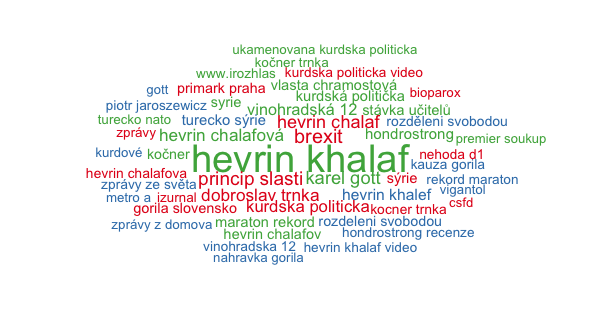 ukamenovana kurdska politicka
kočner trnka
www.irozhlas kurdska politicka video
gott primark praha vlasta chramostová bioparox
piotr jaroszewicz syrie kurdská politička
vinohradská 12 stávka učitelů
turecko nato turecko sýrie hevrin chalaf rozdělení svobodou
zprávy hevrin chalafová brexit hondrostrong premier soukup
kurdové kočner hevrin khalaf nehoda d1
kauza gorila
hevrin chalafova princip slasti karel gott sýrie rekord maraton
zprávy ze světa
metro a izurnal dobroslav trnka hevrin khalef vigantol
gorila slovensko kurdska politicka kocner trnka csfd
zprávy z domova maraton rekord rozdeleni svobodou
hevrin chalafov hondrostrong recenze
vinohradska 12 hevrin khalaf video
nahravka gorila